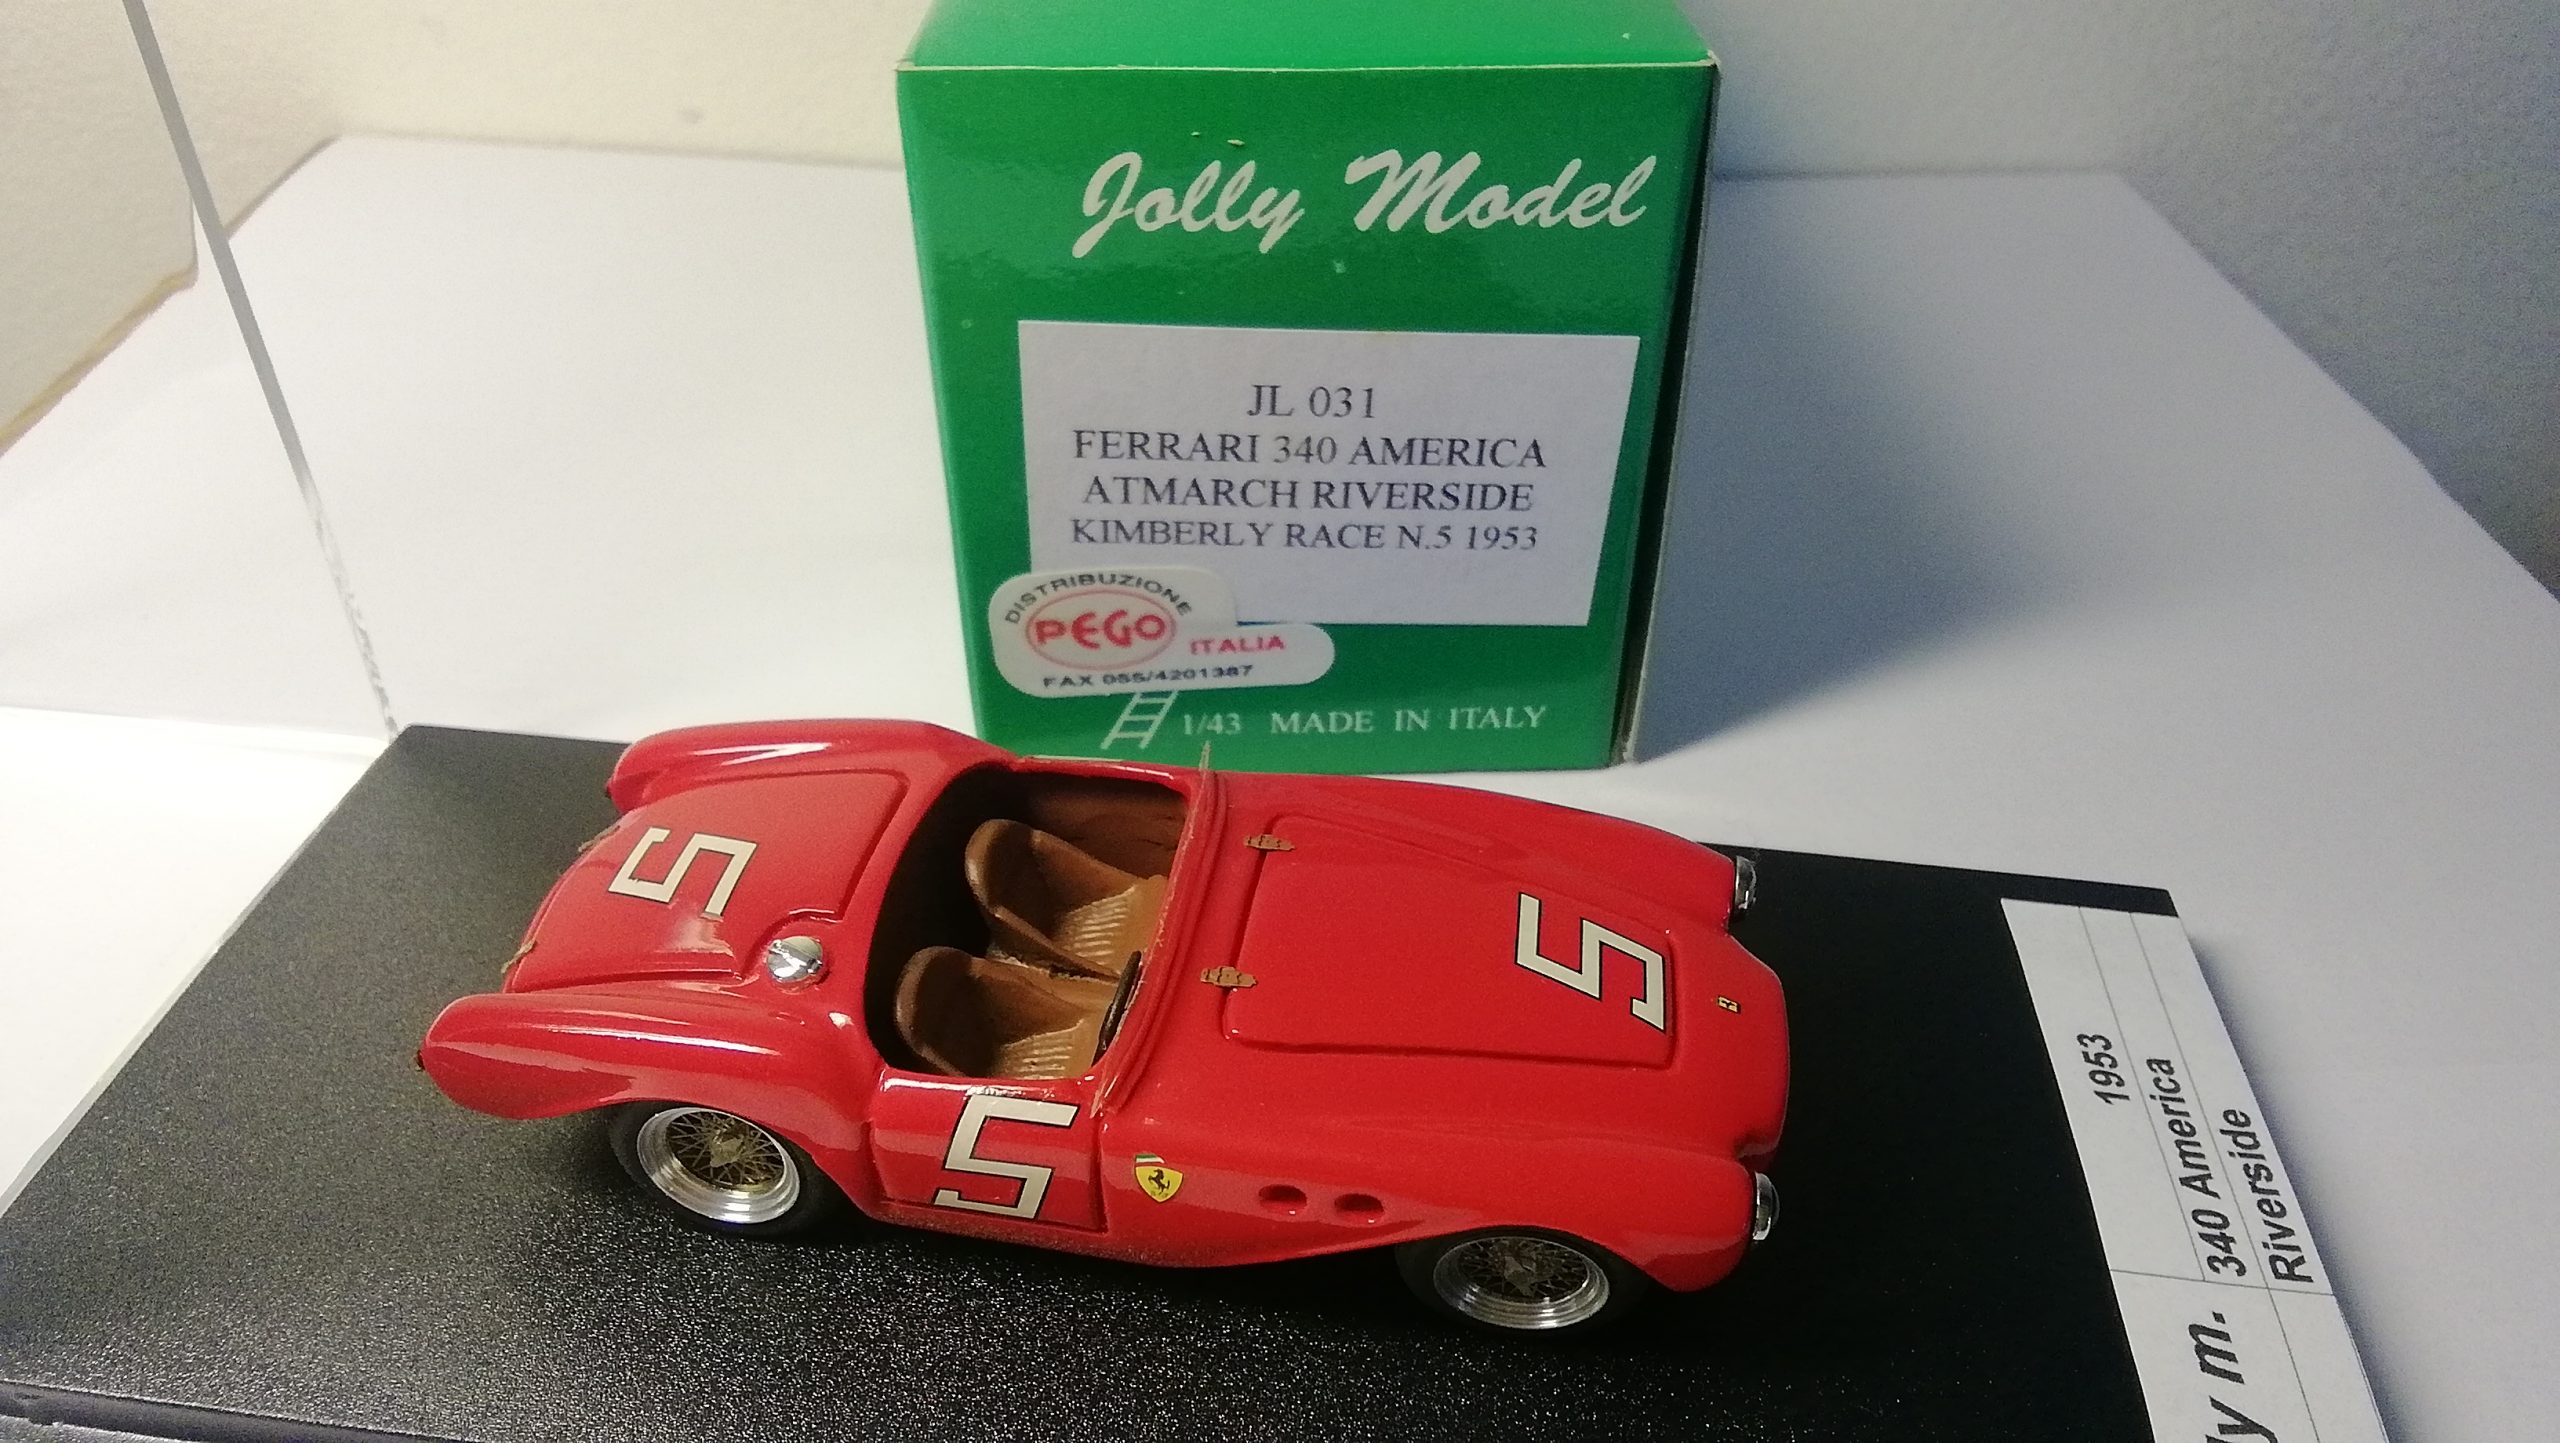 Jolly Model
JL 031
FERRARI 340 AMERICA
ATMARCH RIVERSIDE
KIMBERLY RACE N.5 1953
DISTRIBUZIONE
PEGO
ITALIA
FAX 055/4201387
1/43 MADE IN ITALY
5
5
5
1953
340 America
Riverside
ly m.